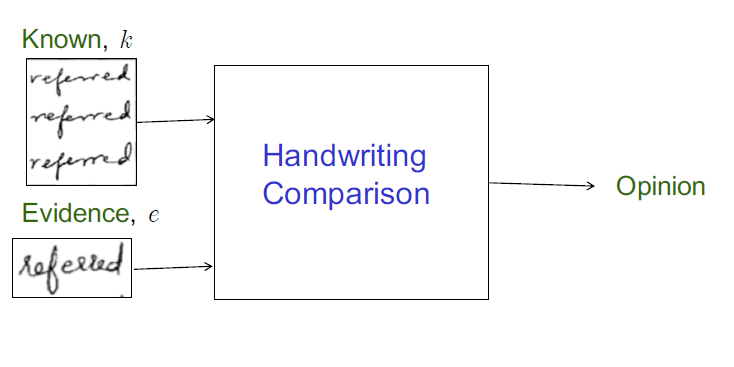 Known, k
referred
referred
referred
Handwriting
Comparison
Opinion
Evidence, e
referred